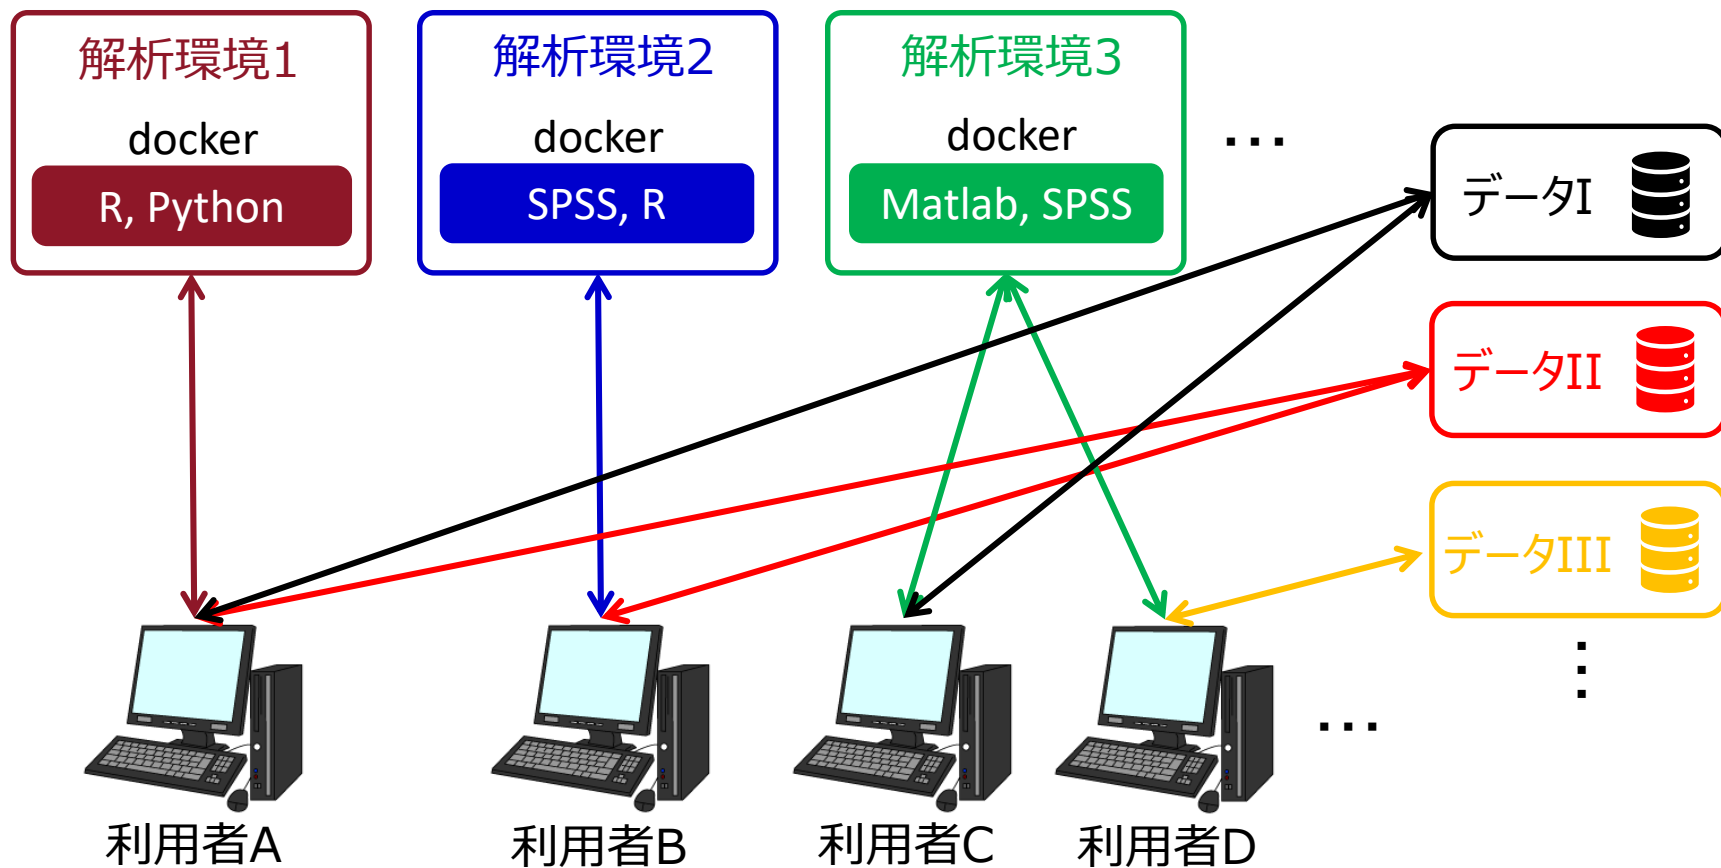 解析環境1
docker
R, Python
解析環境2
docker
SPSS, R
解析環境3
docker
Matlab, SPSS
...
データI
データII
データIII
...
利用者A
利用者B
利用者C
利用者D
...